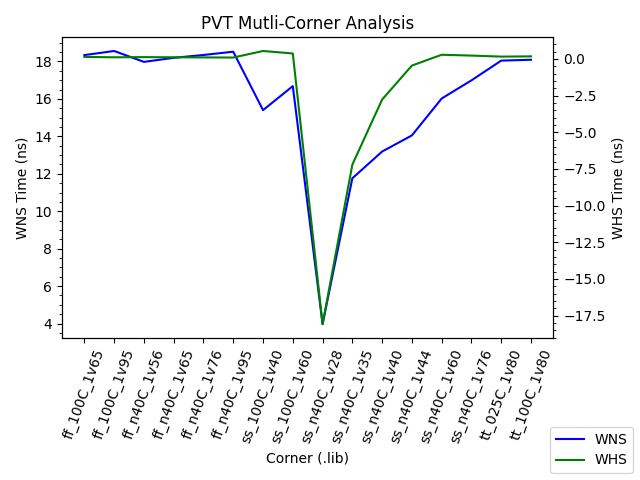 PVT Mutli-Corner Analysis
WNS Time (ns)
18
16
14
12
10
8
6
4
0.0
−2.5
−5.0
−7.5
−10.0
−12.5
−15.0
−17.5
WHS Time (ns)
ff_100C_1v65
ff_100C_1v95
ff_n40C_1v56
ff_n40C_1v65
ff_n40C_1v76
ff_n40C_1v95
ss_100C_1v40
ss_100C_1v60
ss_n40C_1v28
ss_n40C_1v35
ss_n40C_1v40
ss_n40C_1v44
ss_n40C_1v60
ss_n40C_1v76
tt_025C_1v80
tt_100C_1v80
Corner (.lib)
WNS
WHS